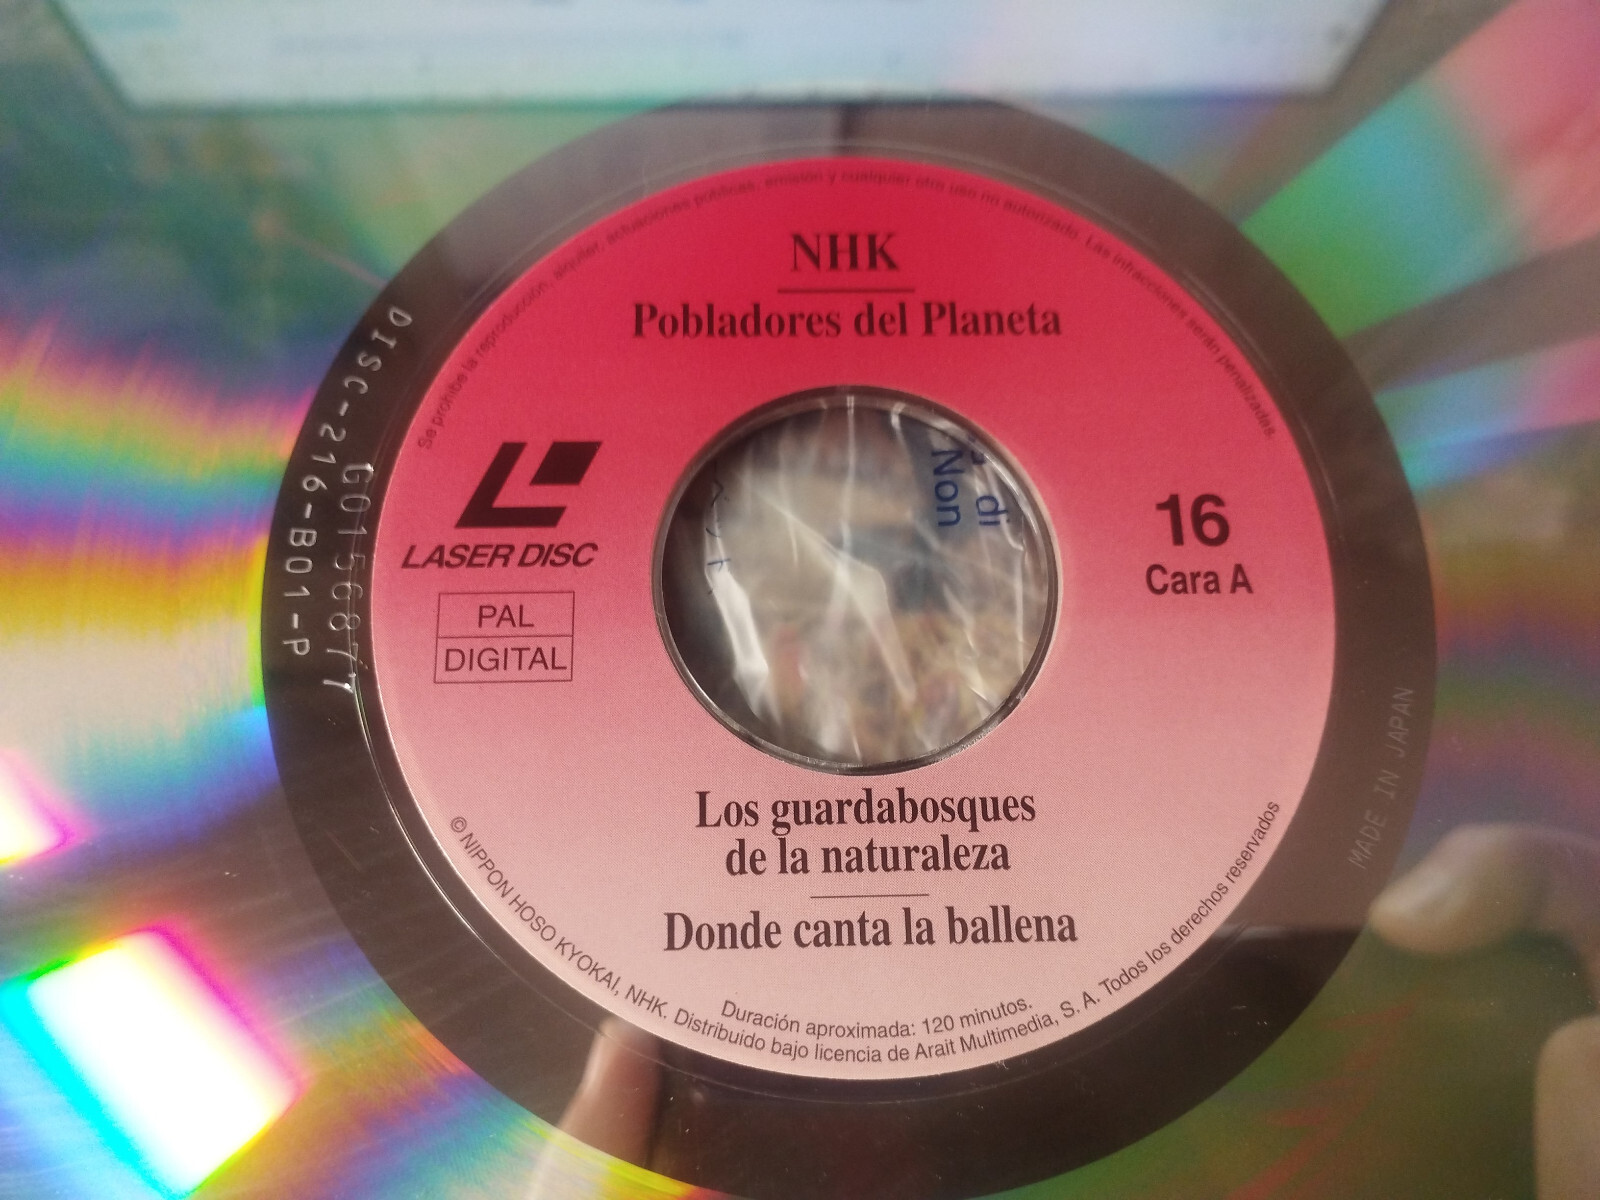 Se prohibe la reproducción, alquiler, actuaciones públicas, emisión y cualquier otro uso no autorizado. Las infracciones serán penalizadas.
NHK
Pobladores del Planeta
LASER DISC
PAL
DIGITAL
16
Cara A
di
Non
DISC-216-B01-P
G0156877
MADE IN JAPAN
Los guardabosques
de la naturaleza
Donde canta la ballena
Duración aproximada: 120 minutos.
© NIPPON HOSO KYOKAI, NHK. Distribuido bajo licencia de Arait Multimedia, S. A. Todos los derechos reservados